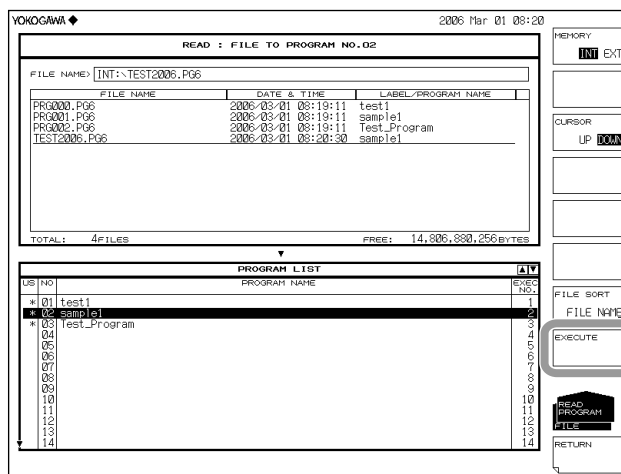 YOKOGAWA ◆ 2006 Mar 01 08:20
READ : FILE TO PROGRAM NO.02
FILE NAME> INT:\TEST2006.PG6
FILE NAME DATE & TIME LABEL/PROGRAM NAME
PRG000.PG6 2006/03/01 08:19:11 test1
PRG001.PG6 2006/03/01 08:19:11 sample1
PRG002.PG6 2006/03/01 08:19:11 Test_Program
TEST2006.PG6 2006/03/01 08:20:30 sample1
TOTAL: 4FILES FREE: 14,806,880,256BYTES
PROGRAM LIST
US NO PROGRAM NAME EXEC NO.
* 01 test1 1
* 02 sample1 2
* 03 Test_Program 3
04 4
05 5
06 6
07 7
08 8
09 9
10 10
11 11
12 12
13 13
14 14
MEMORY
INT EXT
CURSOR
UP DOWN
FILE SORT
FILE NAME
EXECUTE
READ
PROGRAM
FILE
RETURN